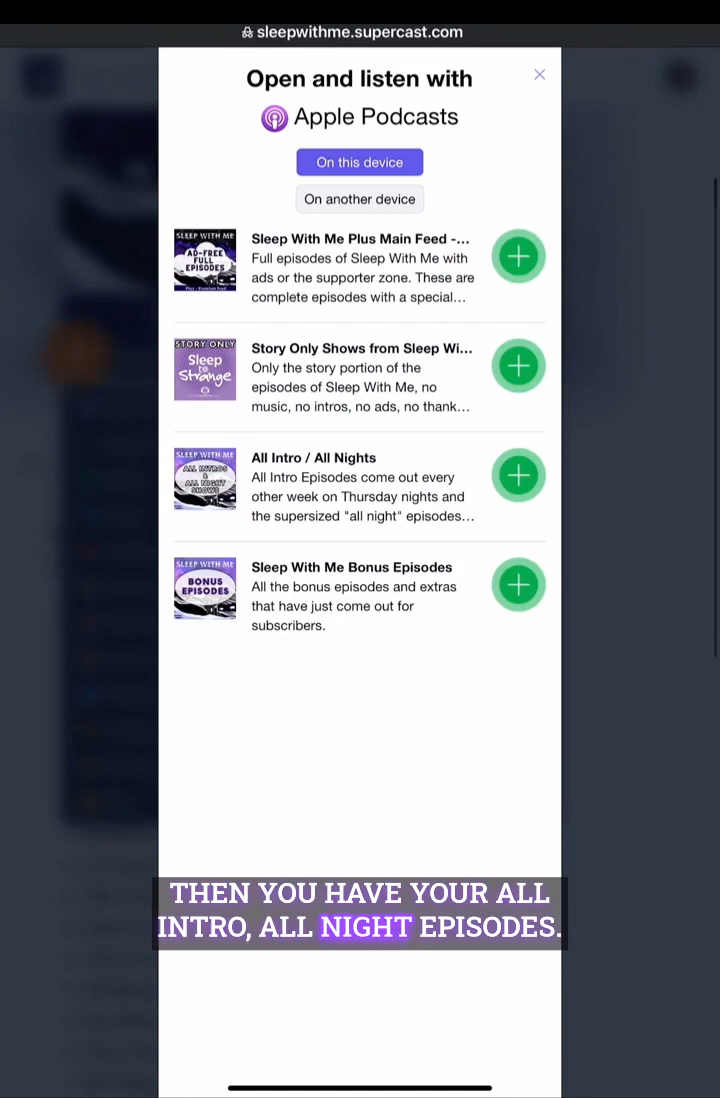 sleepwithme.supercast.com
Open and listen with
Apple Podcasts
On this device
On another device
SLEEP WITH ME
AD-FREE
FULL
EPISODES
Sleep With Me Plus Main Feed -...
Full episodes of Sleep With Me with
ads or the supporter zone. These are
complete episodes with a special...
STORY ONLY
Sleep
to
Strange
Story Only Shows from Sleep Wi...
Only the story portion of the
episodes of Sleep With Me, no
music, no intros, no ads, no thank...
SLEEP WITH ME
ALL INTROS
&
ALL NIGHT
SHOWS
All Intro / All Nights
All Intro Episodes come out every
other week on Thursday nights and
the supersized "all night" episodes...
SLEEP WITH ME
BONUS
EPISODES
Sleep With Me Bonus Episodes
All the bonus episodes and extras
that have just come out for
subscribers.
THEN YOU HAVE YOUR ALL
INTRO, ALL NIGHT EPISODES.